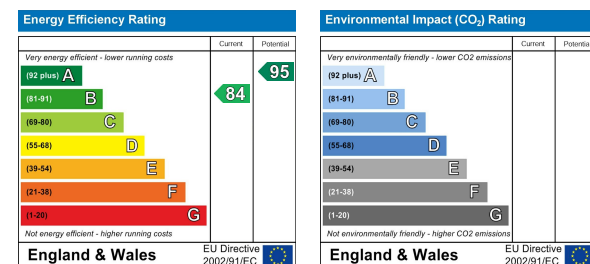 Energy Efficiency Rating
Current Potential
Very energy efficient - lower running costs
(92 plus) A
95
(81-91) B
84
(69-80) C
(55-68) D
(39-54) E
(21-38) F
(1-20) G
Not energy efficient - higher running costs
England & Wales
EU Directive
2002/91/EC
Environmental Impact (CO₂) Rating
Current Potentia
Very environmentally friendly - lower CO2 emissions
(92 plus) A
(81-91) B
(69-80) C
(55-68) D
(39-54) E
(21-38) F
(1-20) G
Not environmentally friendly - higher CO2 emissions
England & Wales
EU Directive
2002/91/EC